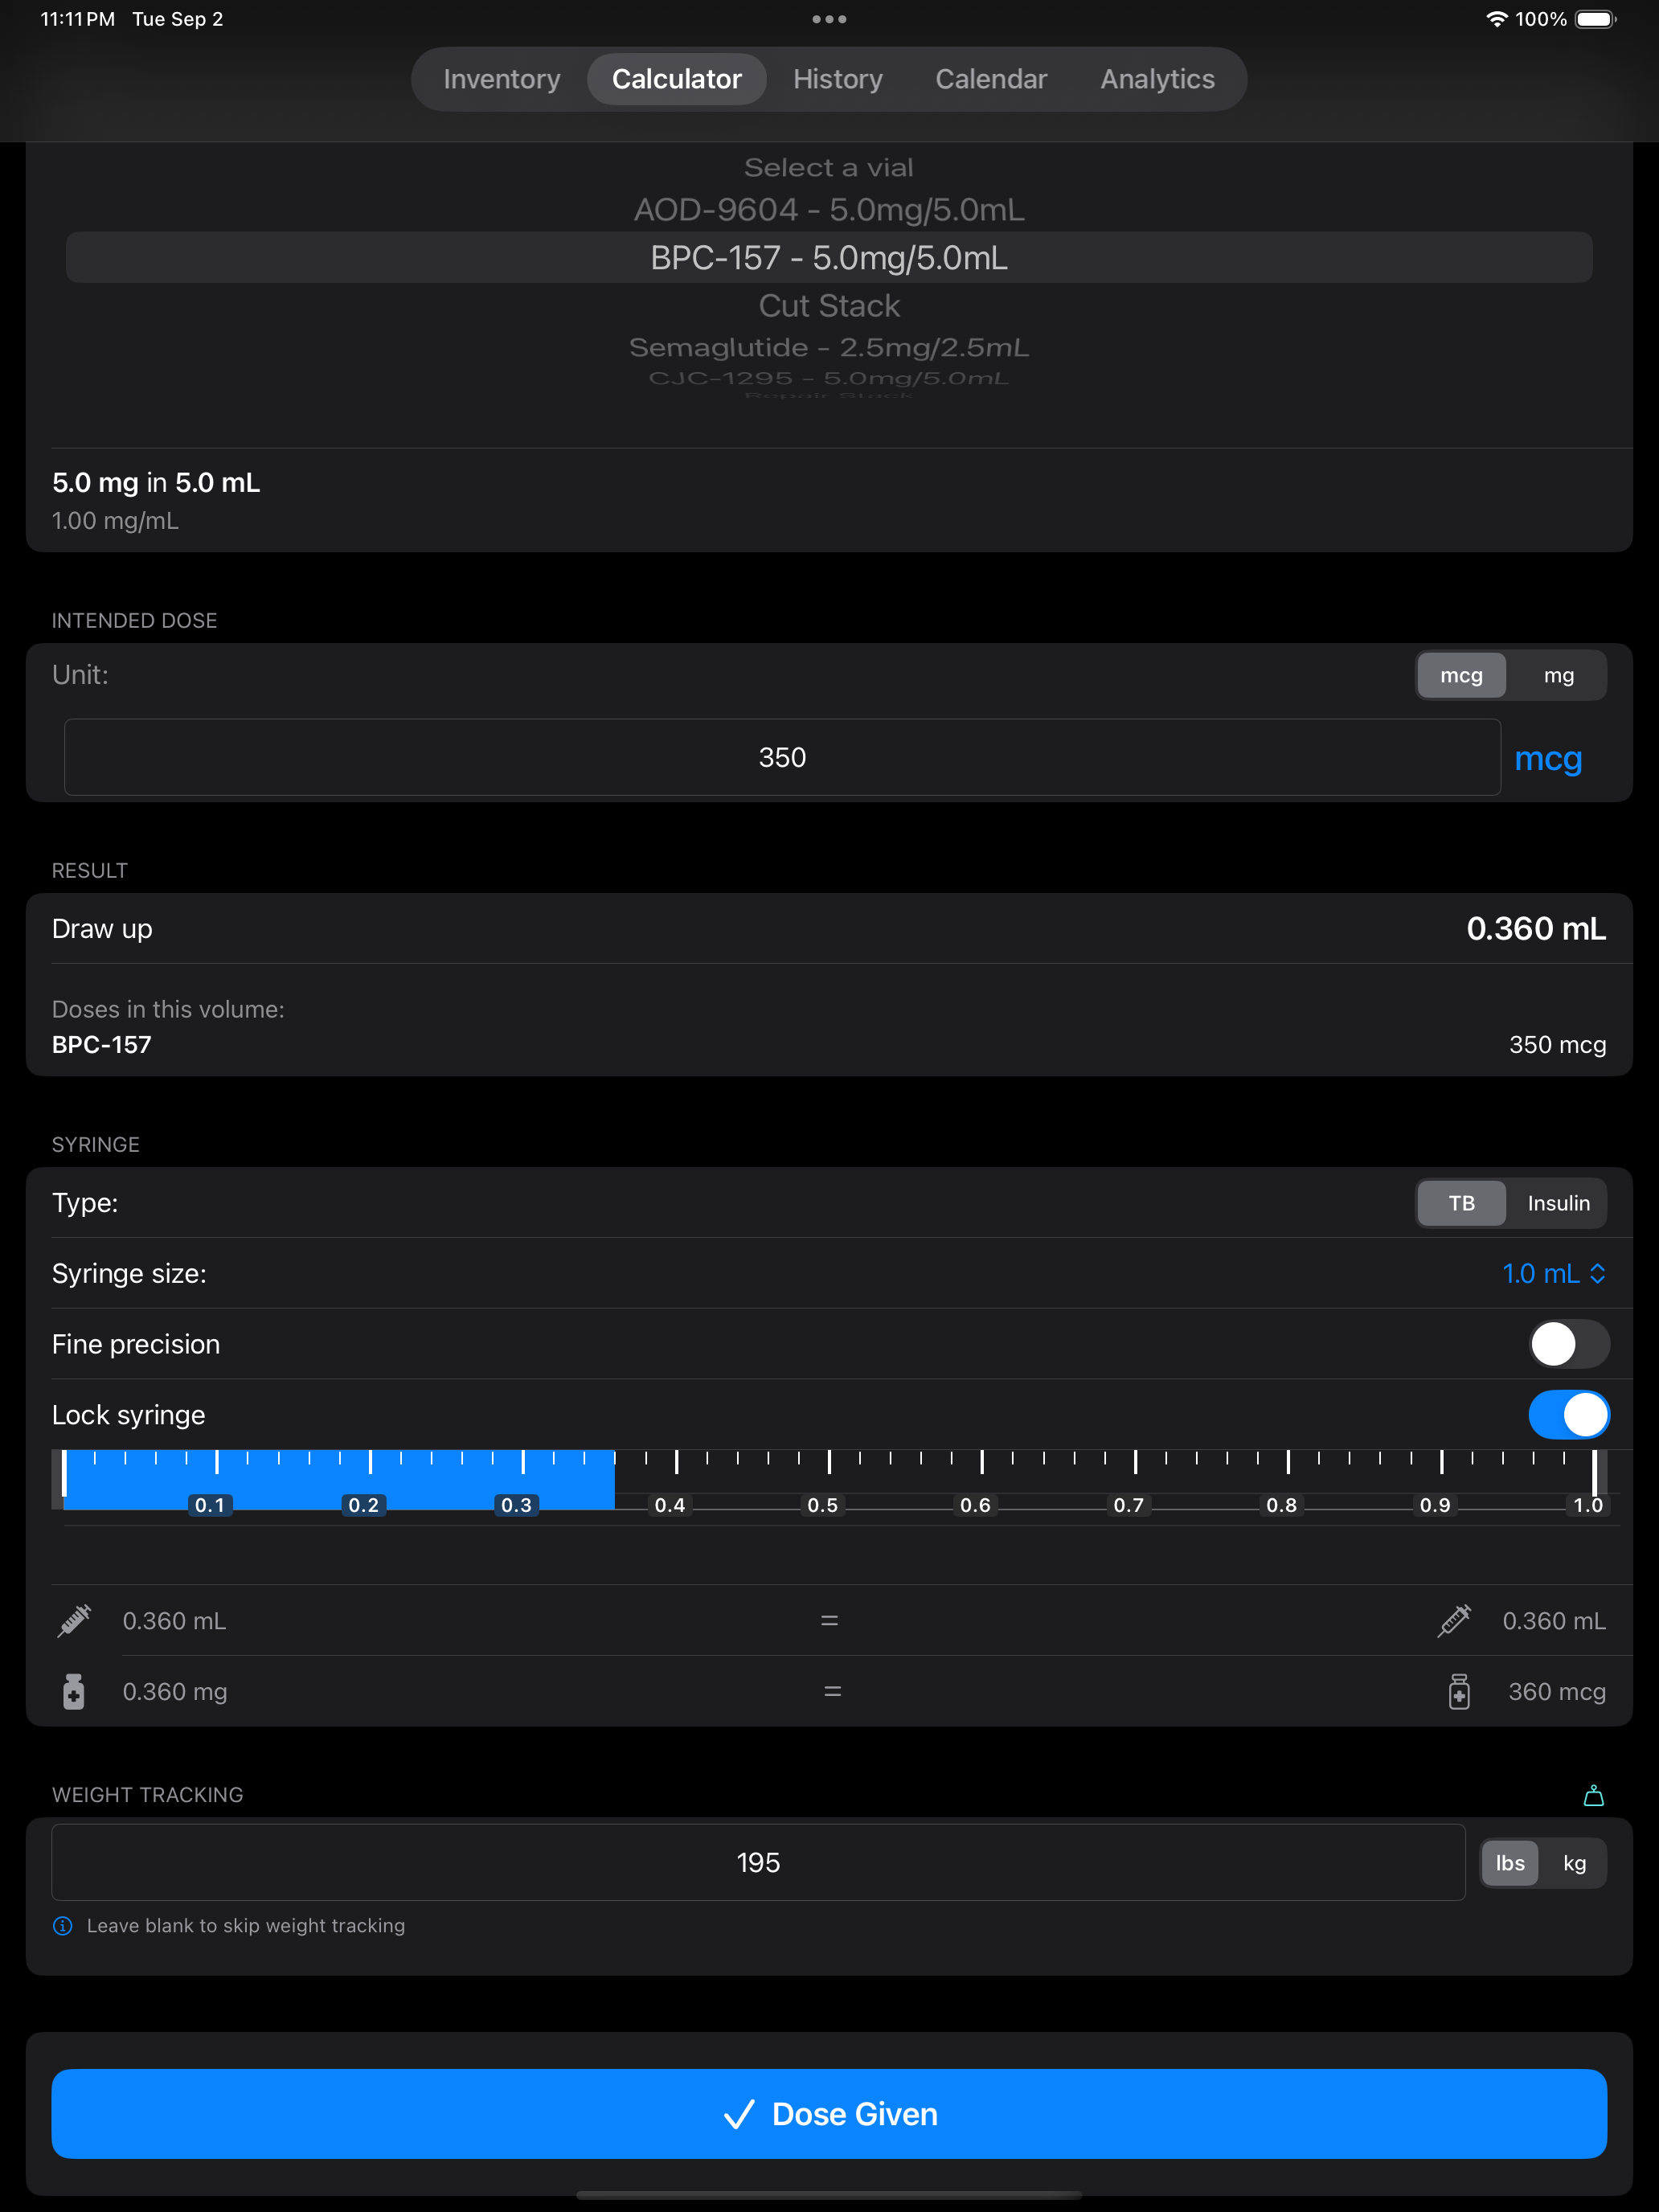 11:11 PM Tue Sep 2
100%
Inventory Calculator History Calendar Analytics
Select a vial
AOD-9604 - 5.0mg/5.0mL
BPC-157 - 5.0mg/5.0mL
Cut Stack
Semaglutide - 2.5mg/2.5mL
CJC-1295 - 5.0mg/5.0mL
Repair Stack
5.0 mg in 5.0 mL
1.00 mg/mL
INTENDED DOSE
Unit: mcg mg
350 mcg
RESULT
Draw up 0.360 mL
Doses in this volume:
BPC-157 350 mcg
SYRINGE
Type: TB Insulin
Syringe size: 1.0 mL
Fine precision
Lock syringe
0.1 0.2 0.3 0.4 0.5 0.6 0.7 0.8 0.9 1.0
0.360 mL = 0.360 mL
0.360 mg = 360 mcg
WEIGHT TRACKING
195 lbs kg
Leave blank to skip weight tracking
Dose Given